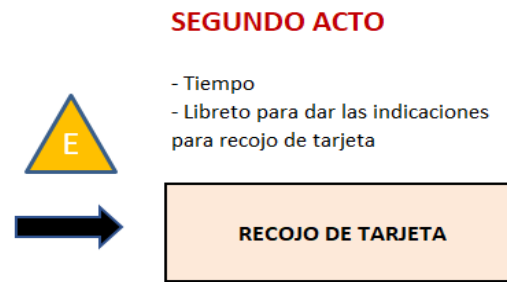 SEGUNDO ACTO
- Tiempo
- Libreto para dar las indicaciones
para recojo de tarjeta
E
RECOJO DE TARJETA